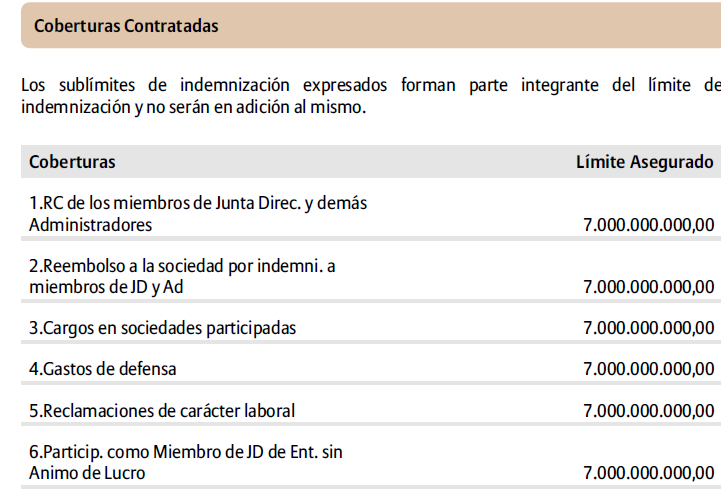 Coberturas Contratadas
Los sublímites de indemnización expresados forman parte integrante del límite de
indemnización y no serán en adición al mismo.
Coberturas Límite Asegurado
1.RC de los miembros de Junta Direc. y demás
Administradores 7.000.000.000,00
2.Reembolso a la sociedad por indemni. a
miembros de JD y Ad 7.000.000.000,00
3.Cargos en sociedades participadas 7.000.000.000,00
4.Gastos de defensa 7.000.000.000,00
5.Reclamaciones de carácter laboral 7.000.000.000,00
6.Particip. como Miembro de JD de Ent. sin
Animo de Lucro 7.000.000.000,00